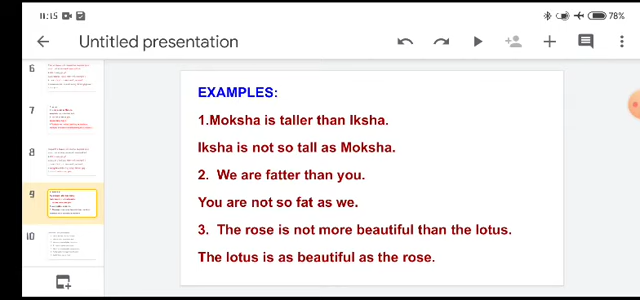 11:15
78%
Untitled presentation
6
7
8
9
10
EXAMPLES:
1.Moksha is taller than Iksha.
Iksha is not so tall as Moksha.
2. We are fatter than you.
You are not so fat as we.
3. The rose is not more beautiful than the lotus.
The lotus is as beautiful as the rose.